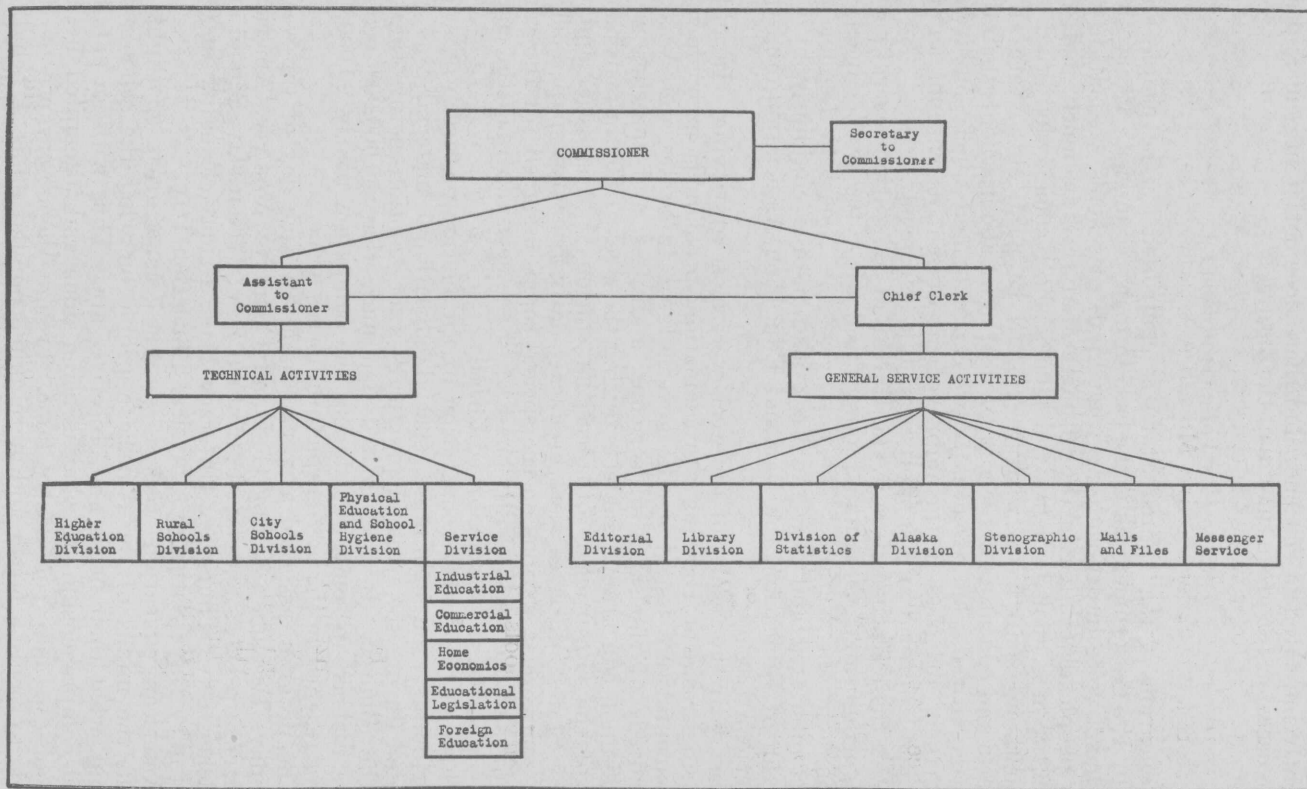 COMMISSIONER
Secretary
to
Commissioner
Assistant
to
Commissioner
Chief Clerk
TECHNICAL ACTIVITIES
GENERAL SERVICE ACTIVITIES
Higher
Education
Division
Rural
Schools
Division
City
Schools
Division
Physical
Education
and School
Hygiene
Division
Service
Division
Industrial
Education
Commercial
Education
Home
Economics
Educational
Legislation
Foreign
Education
Editorial
Division
Library
Division
Division of
Statistics
Alaska
Division
Stenographic
Division
Mails
and Files
Messenger
Service